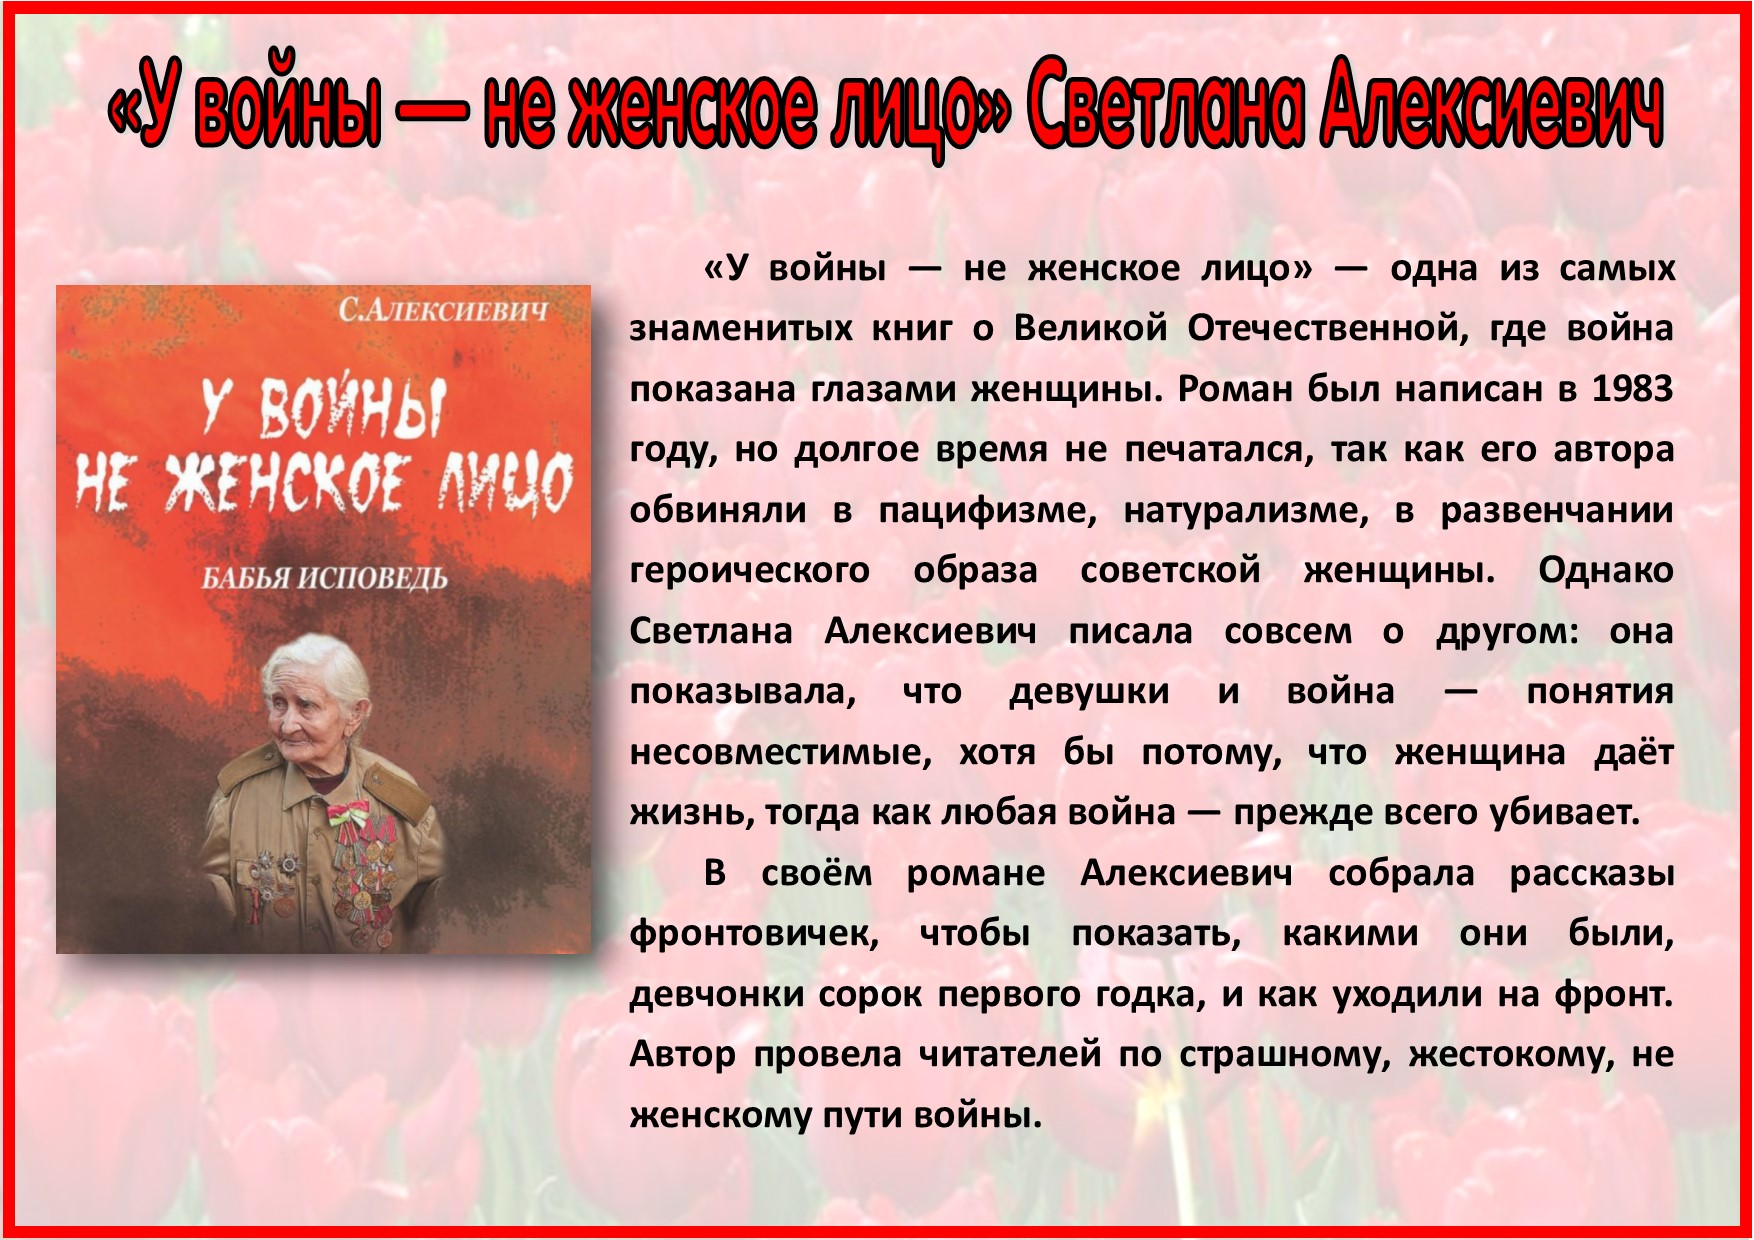 «У войны — не женское лицо» Светлана Алексиевич
С.АЛЕКСИЕВИЧ
У ВОЙНЫ
НЕ ЖЕНСКОЕ ЛИЦО
БАБЬЯ ИСПОВЕДЬ
«У войны — не женское лицо» — одна из самых
знаменитых книг о Великой Отечественной, где война
показана глазами женщины. Роман был написан в 1983
году, но долгое время не печатался, так как его автора
обвиняли в пацифизме, натурализме, в развенчании
героического образа советской женщины. Однако
Светлана Алексиевич писала совсем о другом: она
показывала, что девушки и война — понятия
несовместимые, хотя бы потому, что женщина даёт
жизнь, тогда как любая война — прежде всего убивает.
В своём романе Алексиевич собрала рассказы
фронтовичек, чтобы показать, какими они были,
девчонки сорок первого годка, и как уходили на фронт.
Автор провела читателей по страшному, жестокому, не
женскому пути войны.